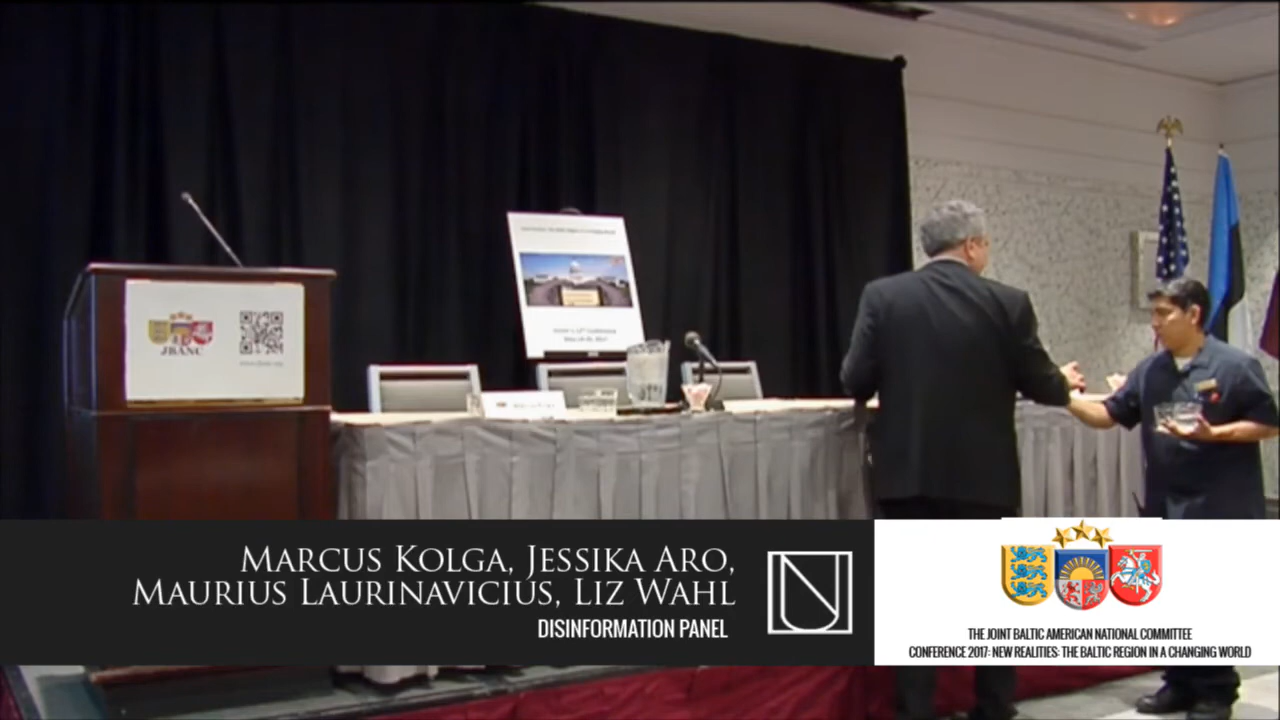 JBANC
MARCUS KOLGA, JESSIKA ARO,
MAURIUS LAURINAVICIUS, LIZ WAHL
DISINFORMATION PANEL
THE JOINT BALTIC AMERICAN NATIONAL COMMITTEE
CONFERENCE 2017: NEW REALITIES: THE BALTIC REGION IN A CHANGING WORLD